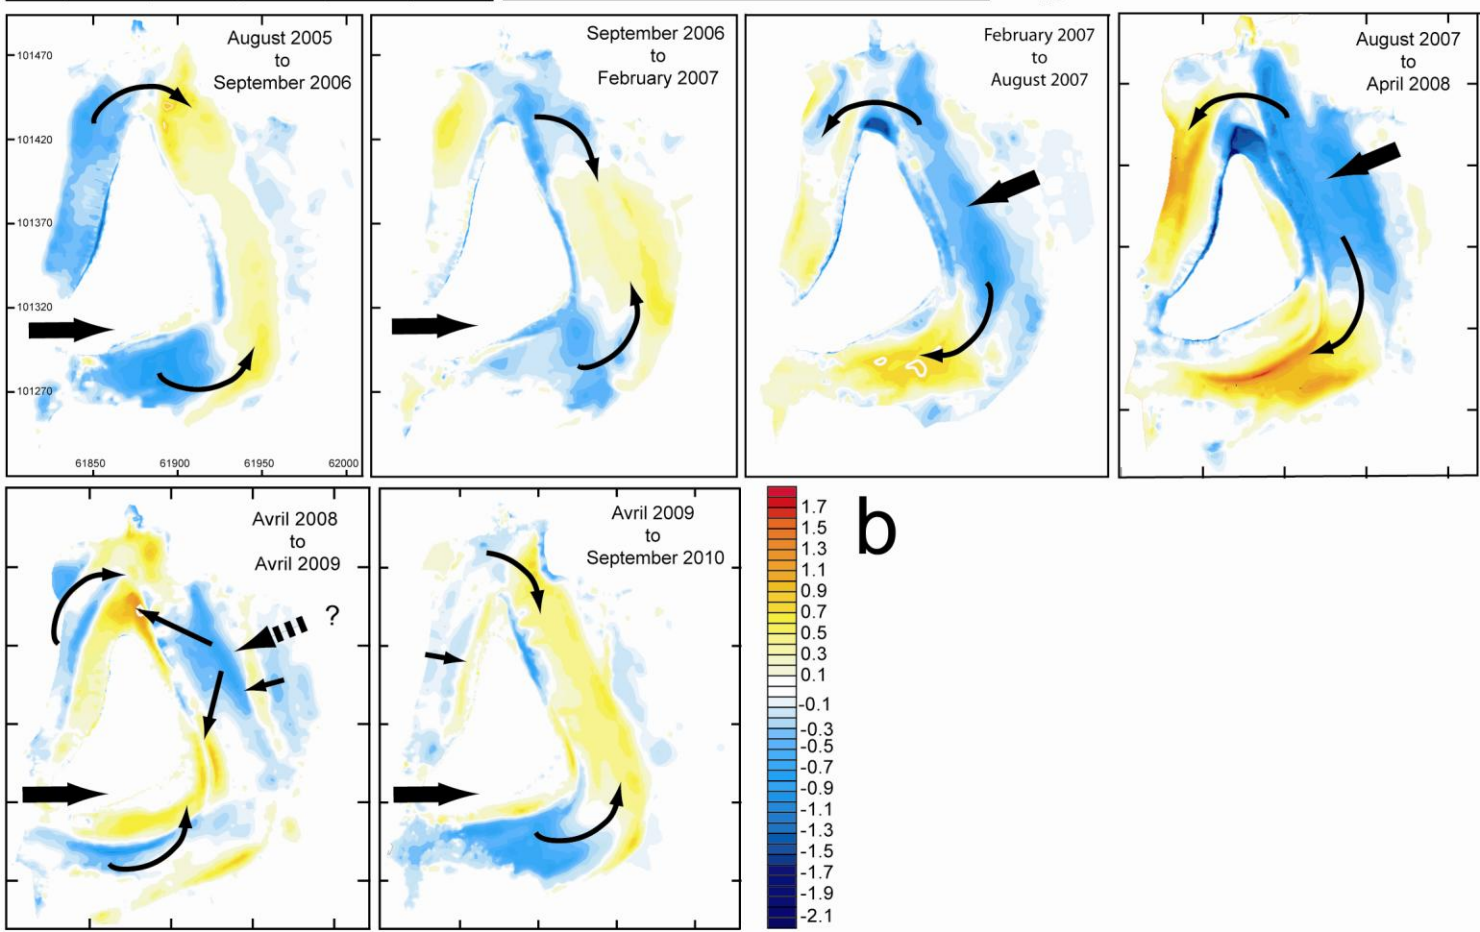 August 2005
to
September 2006
September 2006
to
February 2007
February 2007
to
August 2007
August 2007
to
April 2008
101470
101420
101370
101320
101270
61850
61900
61950
62000
Avril 2008
to
Avril 2009
?
Avril 2009
to
September 2010
1.7
1.5
1.3
1.1
0.9
0.7
0.5
0.3
0.1
-0.1
-0.3
-0.5
-0.7
-0.9
-1.1
-1.3
-1.5
-1.7
-1.9
-2.1
b